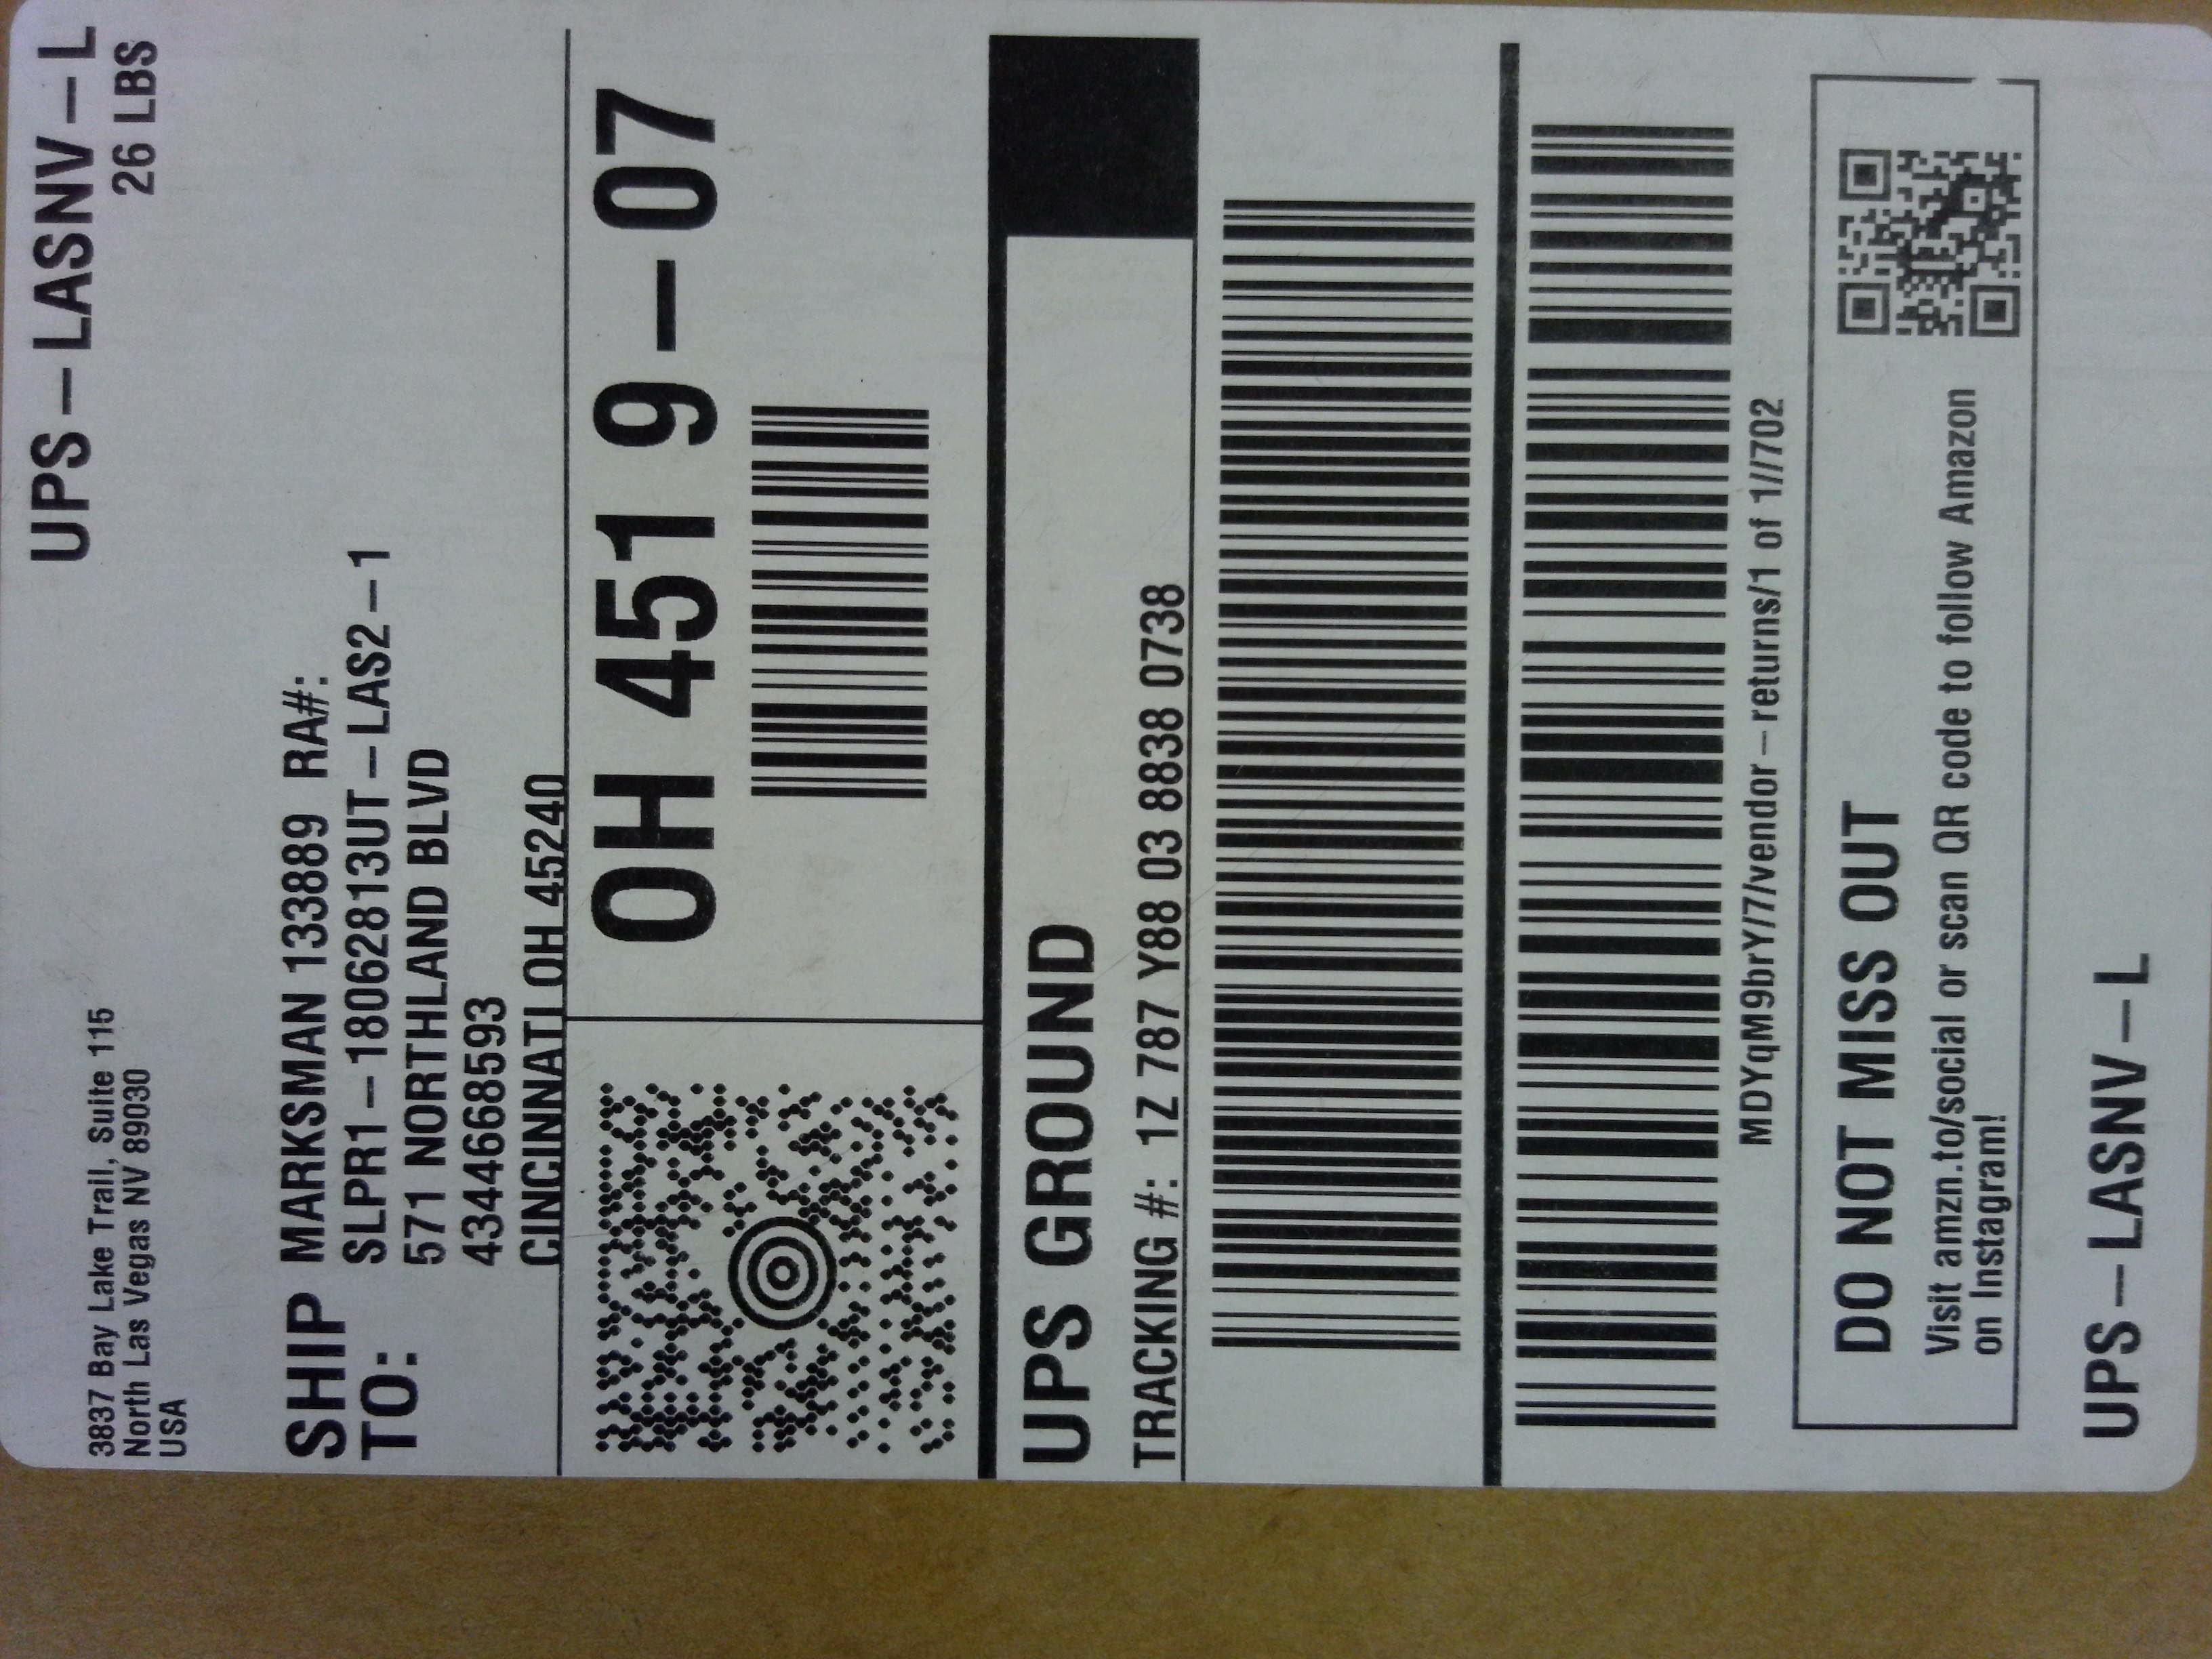 UPS-LASNV-L
26 LBS
3837 Bay Lake Trail, Suite 115
North Las Vegas NV 89030
USA
SHIP TO:
MARKSMAN 133889 RA#:
SLPR1-18062813UT-LAS2-1
571 NORTHLAND BLVD
4344668593
CINCINNATI OH 45240
OH 451 9-07
UPS GROUND
TRACKING #: 1Z 787 Y88 03 8838 0738
MDYqM9brY/7/vendor-returns/1 of 1//702
DO NOT MISS OUT
Visit amzn.to/social or scan QR code to follow Amazon
on Instagram!
UPS-LASNV-L